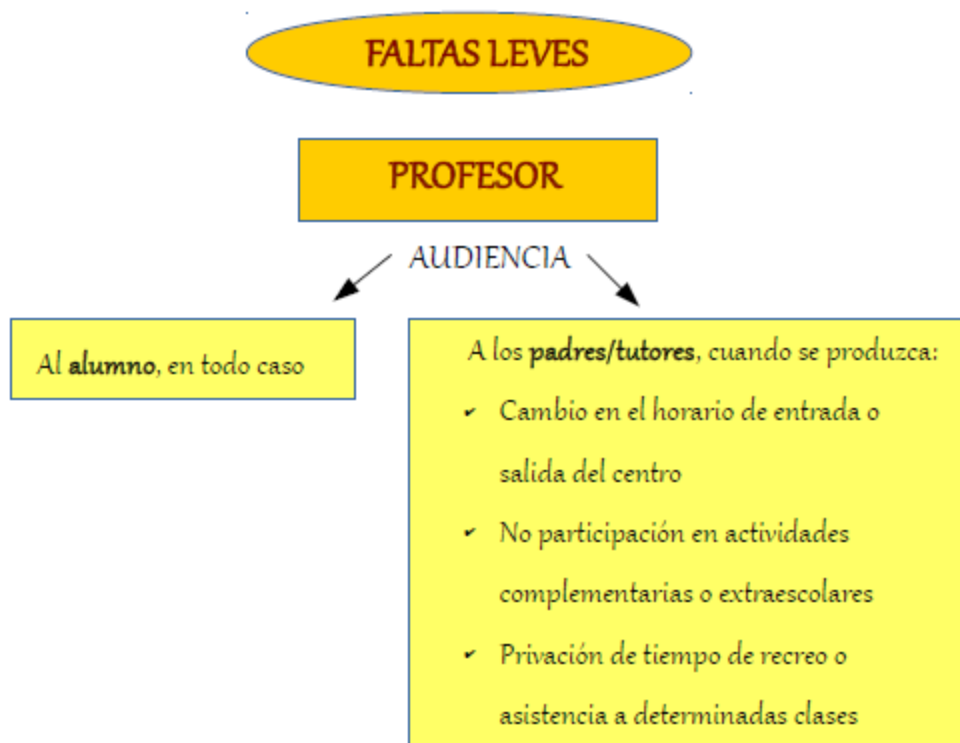 FALTAS LEVES
PROFESOR
AUDIENCIA
Al alumno, en todo caso
A los padres/tutores, cuando se produzca:
✔ Cambio en el horario de entrada o
salida del centro
✔ No participación en actividades
complementarias o extraescolares
✔ Privación de tiempo de recreo o
asistencia a determinadas clases